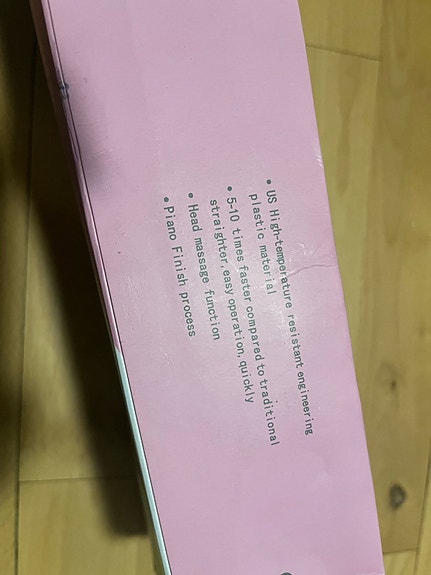 • US High-temperature resistant engineering
plastic material
• 5-10 times faster compared to traditional
straighter,easy operation,quickly
• Head massage function
• Piano Finish process